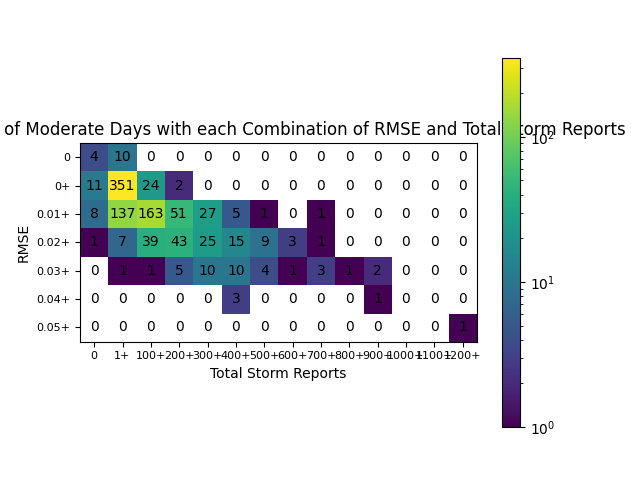 of Moderate Days with each Combination of RMSE and Total Storm Reports
RMSE
0 4 10 0 0 0 0 0 0 0 0 0 0 0 0
0+ 11 351 24 2 0 0 0 0 0 0 0 0 0 0
0.01+ 8 137 163 51 27 5 1 0 1 0 0 0 0 0
0.02+ 1 7 39 43 25 15 9 3 1 0 0 0 0 0
0.03+ 0 1 1 5 10 10 4 1 3 1 2 0 0 0
0.04+ 0 0 0 0 0 3 0 0 0 0 1 0 0 0
0.05+ 0 0 0 0 0 0 0 0 0 0 0 0 0 1
0 1+ 100+ 200+ 300+ 400+ 500+ 600+ 700+ 800+ 900+ 1000+ 1100+ 1200+
Total Storm Reports
10²
10¹
10⁰